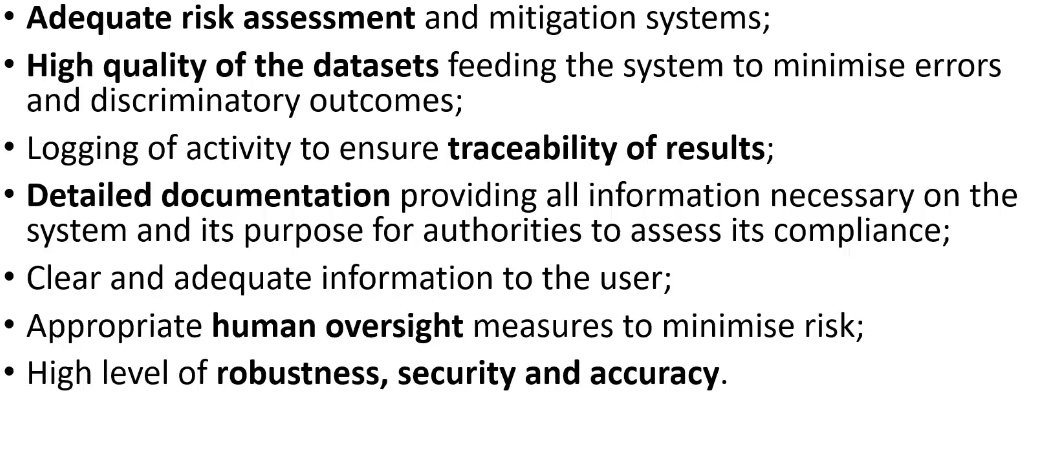 • Adequate risk assessment and mitigation systems;
• High quality of the datasets feeding the system to minimise errors
and discriminatory outcomes;
• Logging of activity to ensure traceability of results;
• Detailed documentation providing all information necessary on the
system and its purpose for authorities to assess its compliance;
• Clear and adequate information to the user;
• Appropriate human oversight measures to minimise risk;
• High level of robustness, security and accuracy.